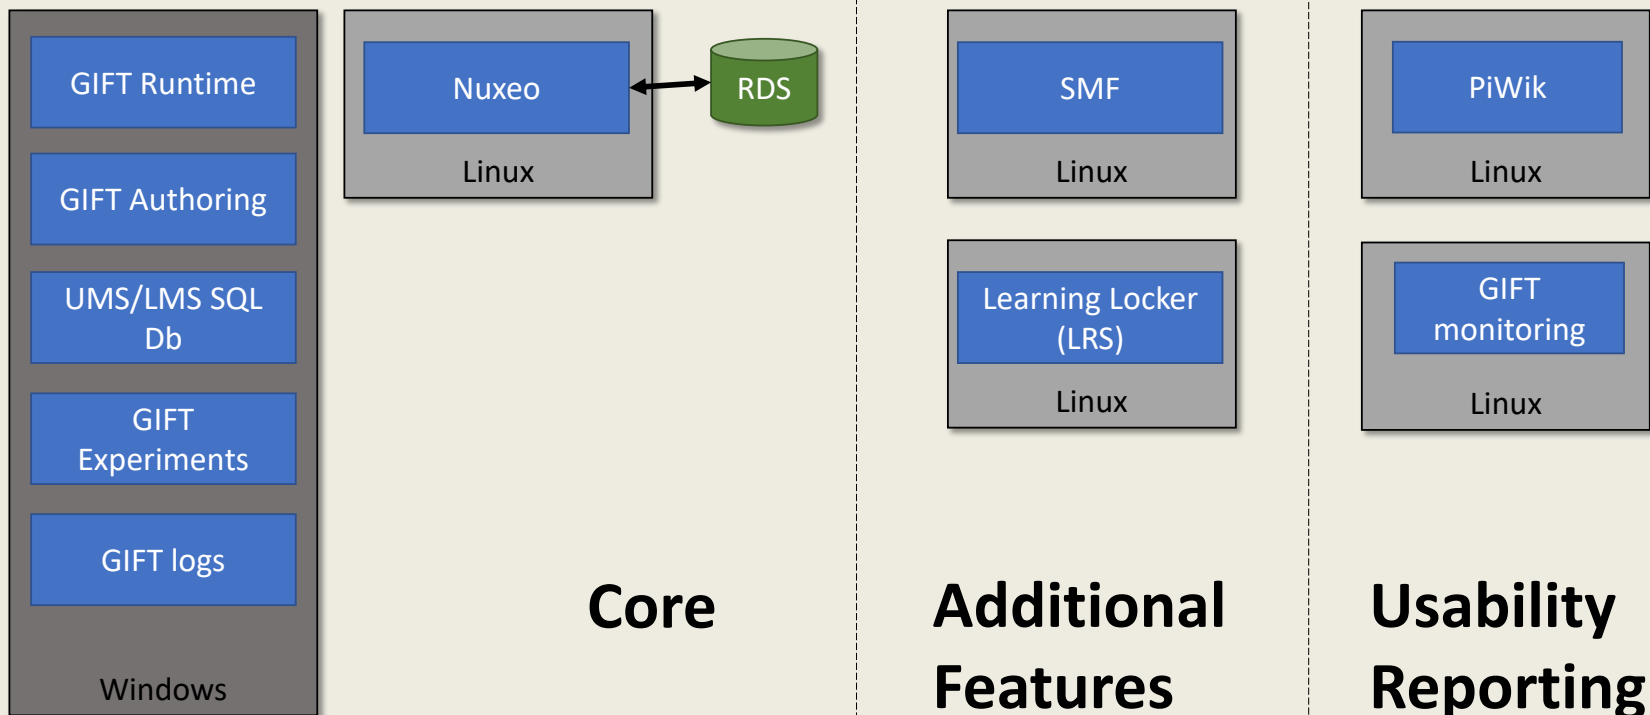 GIFT Runtime
GIFT Authoring
UMS/LMS SQL
Db
GIFT
Experiments
GIFT logs
Windows
Nuxeo
Linux
RDS
Core
SMF
Linux
Learning Locker
(LRS)
Linux
Additional
Features
PiWik
Linux
GIFT
monitoring
Linux
Usability
Reporting